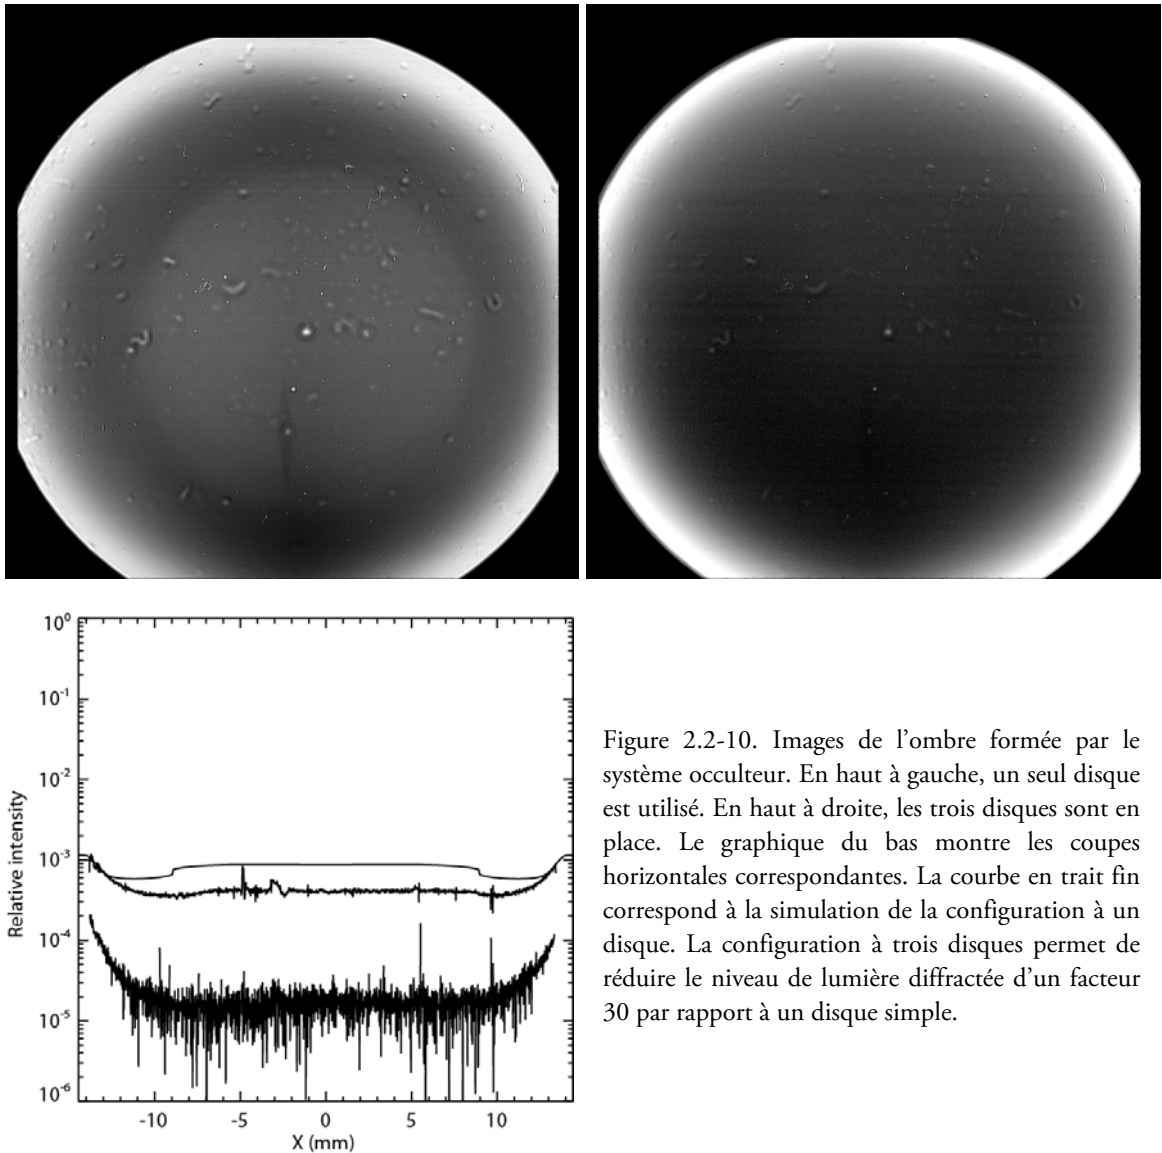 10⁰
10⁻¹
10⁻²
10⁻³
10⁻⁴
10⁻⁵
10⁻⁶
Relative intensity
-10 -5 0 5 10
X (mm)
Figure 2.2-10. Images de l’ombre formée par le
système occulteur. En haut à gauche, un seul disque
est utilisé. En haut à droite, les trois disques sont en
place. Le graphique du bas montre les coupes
horizontales correspondantes. La courbe en trait fin
correspond à la simulation de la configuration à un
disque. La configuration à trois disques permet de
réduire le niveau de lumière diffractée d’un facteur
30 par rapport à un disque simple.